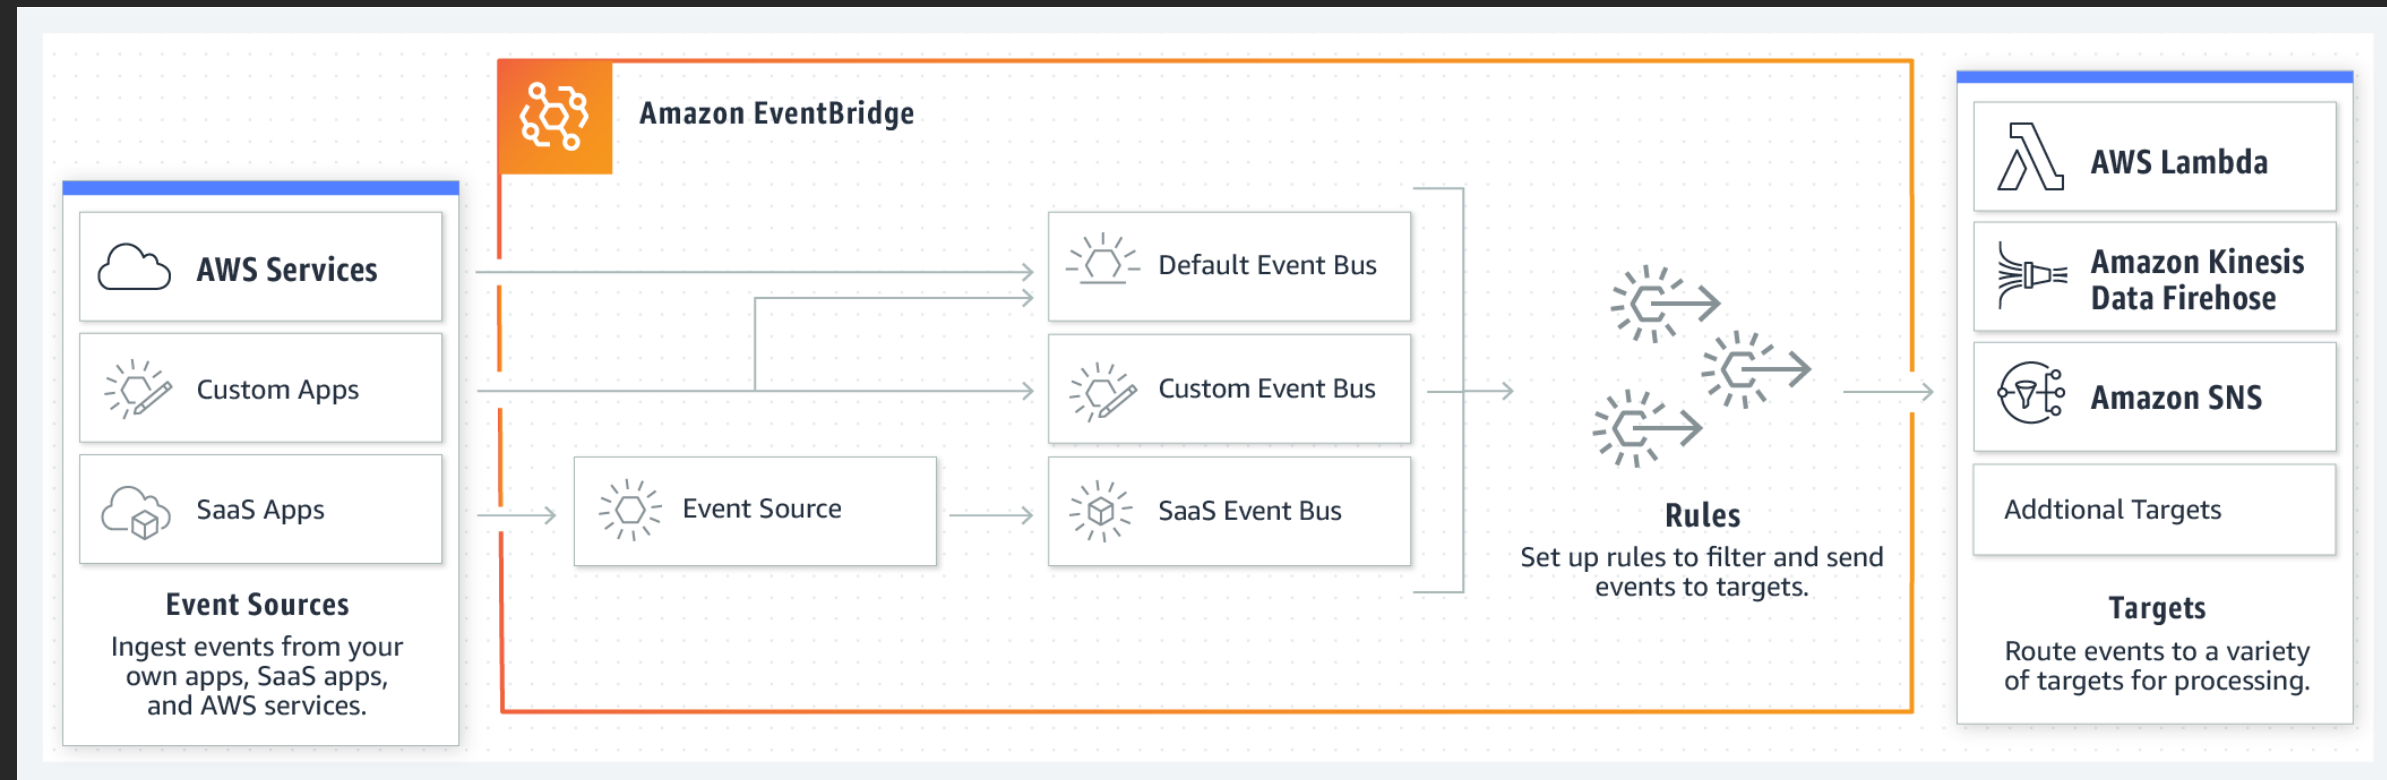 Amazon EventBridge
AWS Services
Custom Apps
SaaS Apps
Event Sources
Ingest events from your
own apps, SaaS apps,
and AWS services.
Event Source
Default Event Bus
Custom Event Bus
SaaS Event Bus
Rules
Set up rules to filter and send
events to targets.
AWS Lambda
Amazon Kinesis
Data Firehose
Amazon SNS
Addtional Targets
Targets
Route events to a variety
of targets for processing.